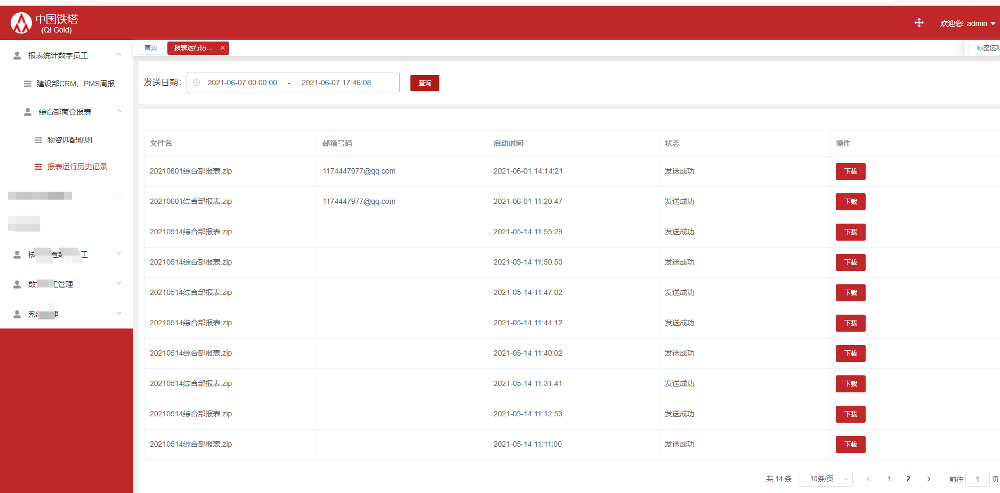 中国铁塔
(Qi Gold)
欢迎您: admin
报表统计数字员工
建设部CRM、PMS周报
综合部商合报表
物资匹配规则
报表运行历史记录
核
查数
工
数
工管理
系
理
首页
报表运行历... ×
标签选项
发送日期：
2021-06-07 00:00:00 - 2021-06-07 17:46:08
查询
文件名 邮箱号码 启动时间 状态 操作
20210601综合部报表.zip 1174447977@qq.com 2021-06-01 14:14:21 发送成功 下载
20210601综合部报表.zip 1174447977@qq.com 2021-06-01 11:20:47 发送成功 下载
20210514综合部报表.zip 2021-05-14 11:55:29 发送成功 下载
20210514综合部报表.zip 2021-05-14 11:50:50 发送成功 下载
20210514综合部报表.zip 2021-05-14 11:47:02 发送成功 下载
20210514综合部报表.zip 2021-05-14 11:44:12 发送成功 下载
20210514综合部报表.zip 2021-05-14 11:40:02 发送成功 下载
20210514综合部报表.zip 2021-05-14 11:31:41 发送成功 下载
20210514综合部报表.zip 2021-05-14 11:12:53 发送成功 下载
20210514综合部报表.zip 2021-05-14 11:11:00 发送成功 下载
共 14 条 10条/页 < 1 2 > 前往 1 页